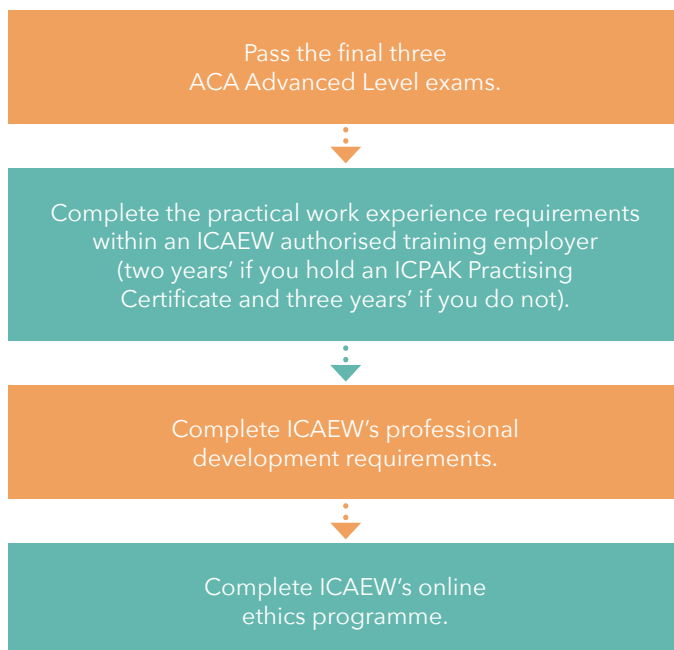 Pass the final three
ACA Advanced Level exams.
Complete the practical work experience requirements
within an ICAEW authorised training employer
(two years’ if you hold an ICPAK Practising
Certificate and three years’ if you do not).
Complete ICAEW’s professional
development requirements.
Complete ICAEW’s online
ethics programme.